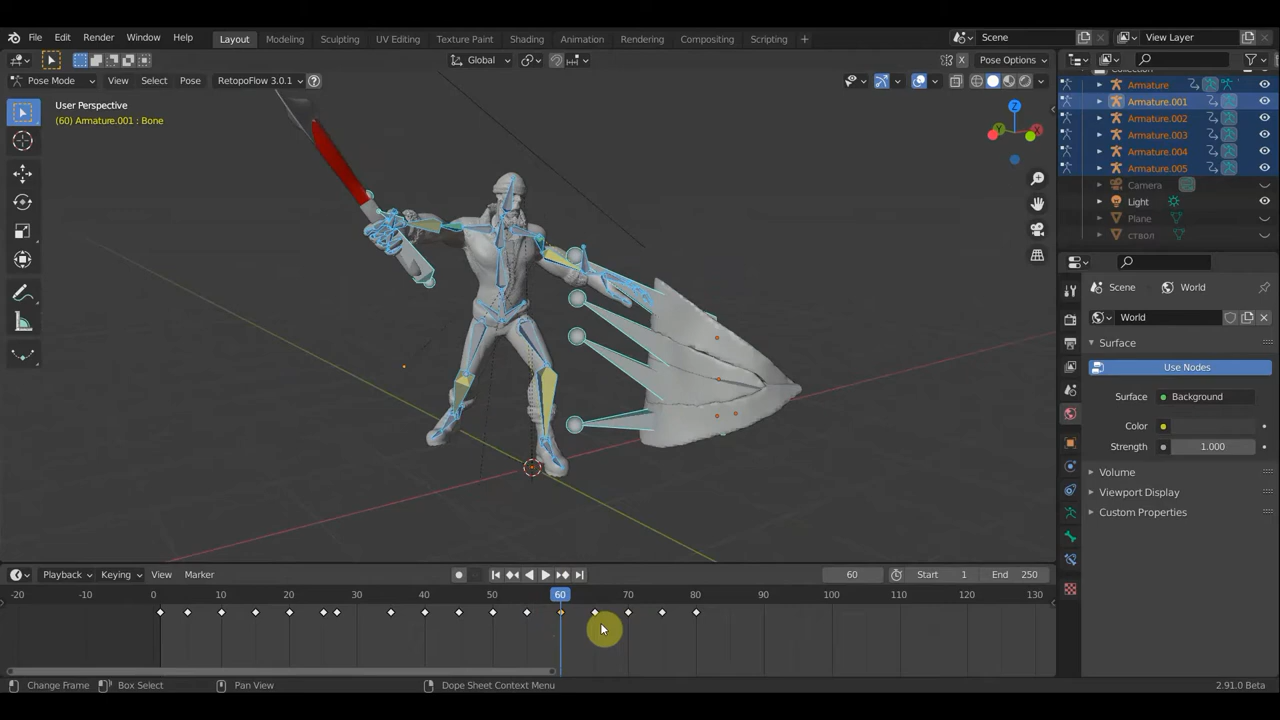 File Edit Render Window Help Layout Modeling Sculpting UV Editing Texture Paint Shading Animation Rendering Compositing Scripting + Scene View Layer
Global X Pose Options
Pose Mode View Select Pose RetopoFlow 3.0.1 ?
User Perspective
(60) Armature.001 : Bone
Z
Y X
Collection
Armature
Armature.001
Armature.002
Armature.003
Armature.004
Armature.005
Camera
Light
Plane
ствол
Scene World
World
Surface
Use Nodes
Surface Background
Color
Strength 1.000
Volume
Viewport Display
Custom Properties
Playback Keying View Marker 60 Start 1 End 250
-20 -10 0 10 20 30 40 50 60 70 80 90 100 110 120 130
Change Frame Box Select Pan View Dope Sheet Context Menu 2.91.0 Beta